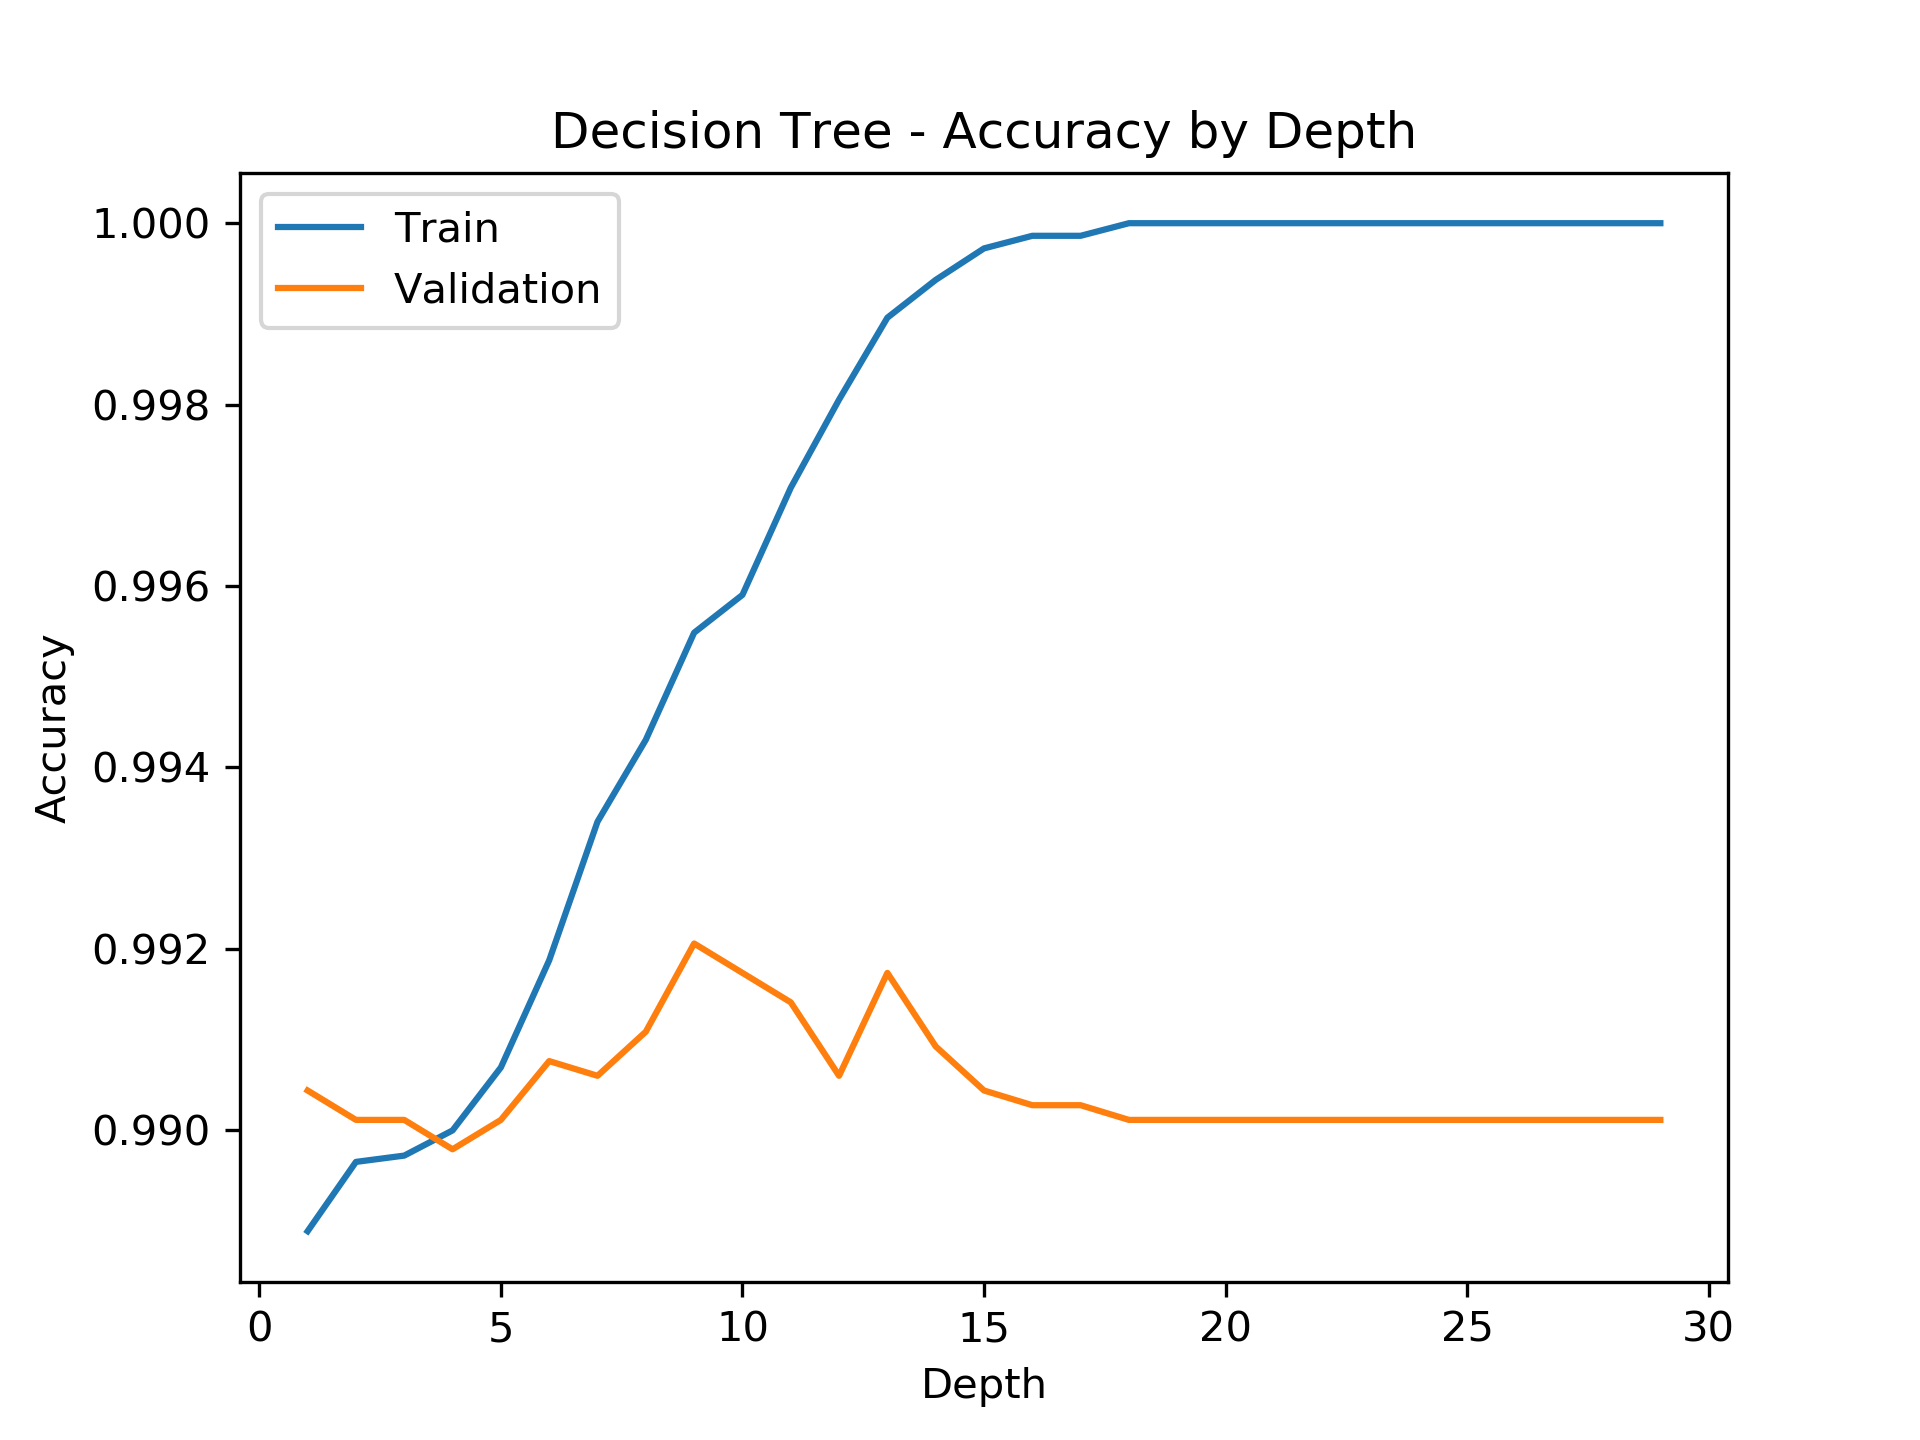 Decision Tree - Accuracy by Depth
Train
Validation
1.000
0.998
0.996
0.994
0.992
0.990
Accuracy
0 5 10 15 20 25 30
Depth